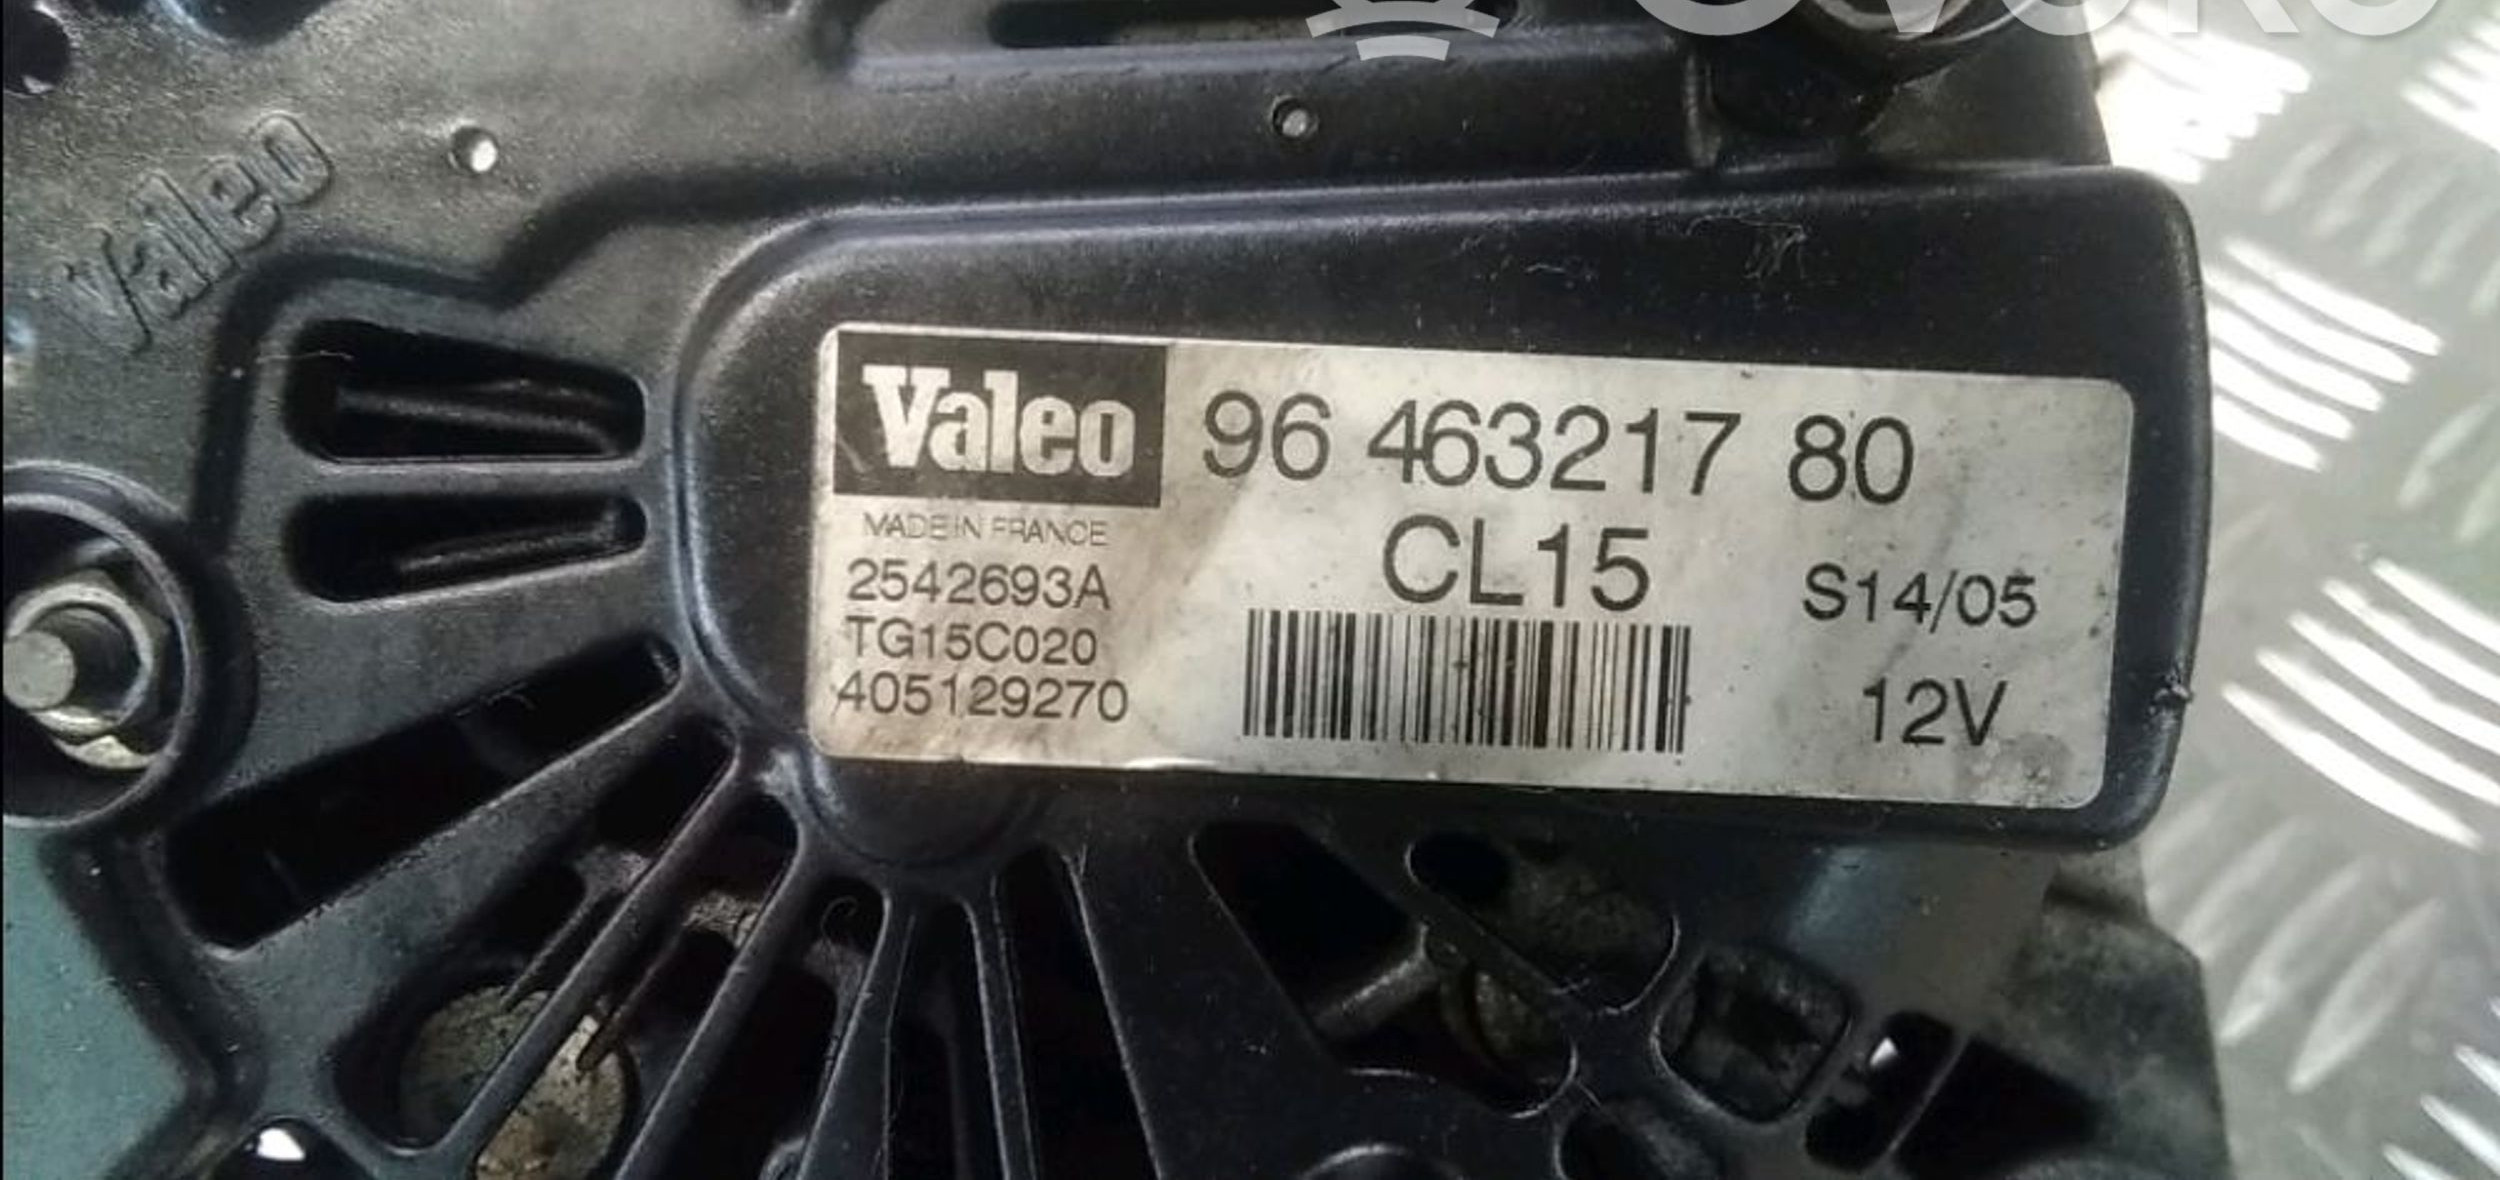 Valeo
Valeo
96 463217 80
MADE IN FRANCE
CL15
2542693A
S14/05
TG15C020
405129270
12V